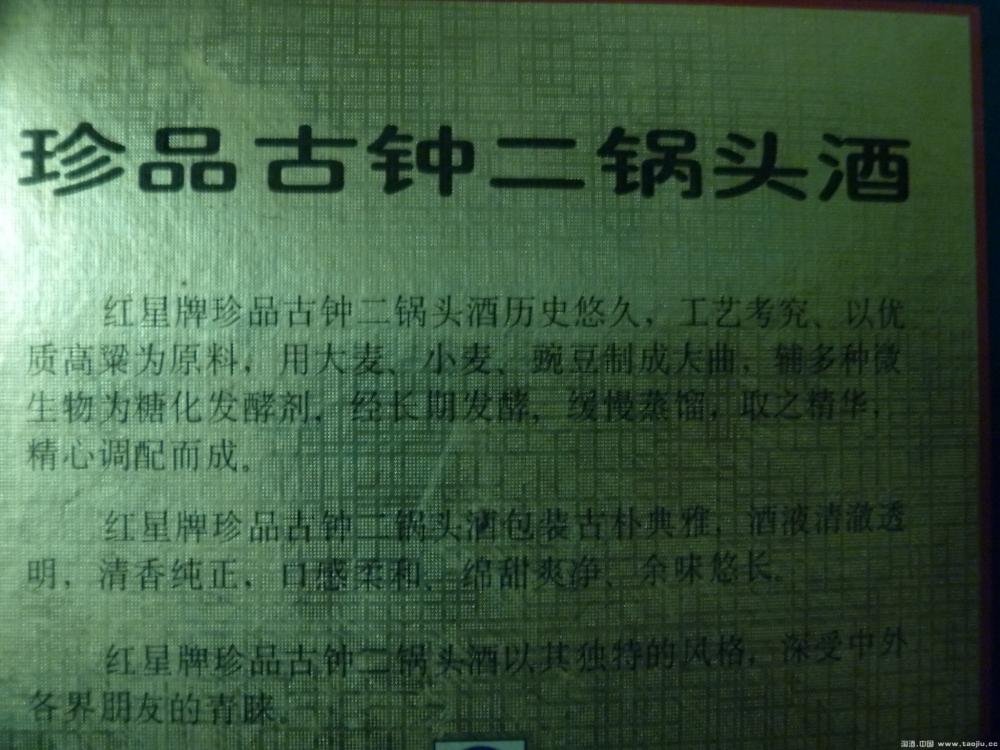 珍品古钟二锅头酒
红星牌珍品古钟二锅头酒历史悠久，工艺考究、以优
质高粱为原料，用大麦、小麦、豌豆制成大曲，辅多种微
生物为糖化发酵剂，经长期发酵，缓慢蒸馏，取之精华，
精心调配而成。
红星牌珍品古钟二锅头酒包装古朴典雅，酒液清澈透
明，清香纯正，口感柔和、绵甜爽净、余味悠长。
红星牌珍品古钟二锅头酒以其独特的风格，深受中外
各界朋友的青睐。
淘酒.中国 www.taojiu.cc